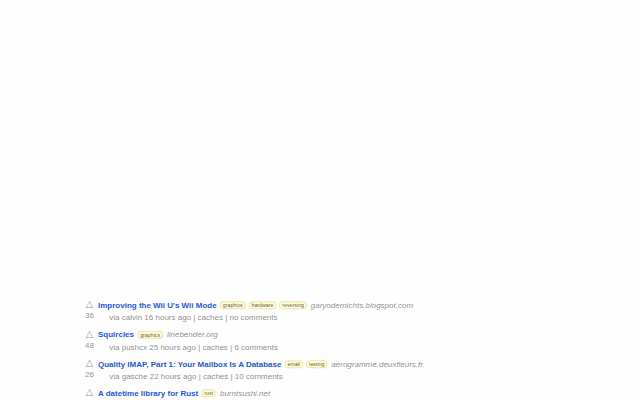 Improving the Wii U's Wii Mode graphics hardware reversing garyodernichts.blogspot.com
36 via calvin 16 hours ago | caches | no comments
Squircles graphics linebender.org
48 via pushcx 25 hours ago | caches | 6 comments
Quality IMAP, Part 1: Your Mailbox Is A Database email testing aerogramme.deuxfleurs.fr
26 via gasche 22 hours ago | caches | 10 comments
A datetime library for Rust rust burntsushi.net